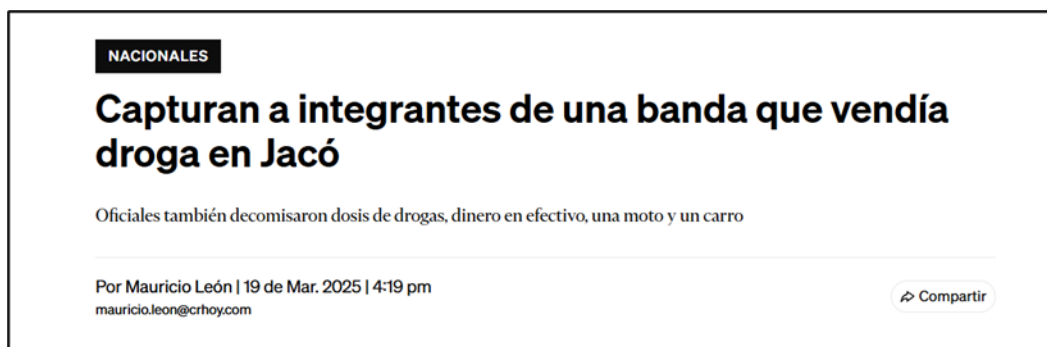 NACIONALES
Capturan a integrantes de una banda que vendía
droga en Jacó
Oficiales también decomisaron dosis de drogas, dinero en efectivo, una moto y un carro
Por Mauricio León | 19 de Mar. 2025 | 4:19 pm
mauricio.leon@crhoy.com
Compartir